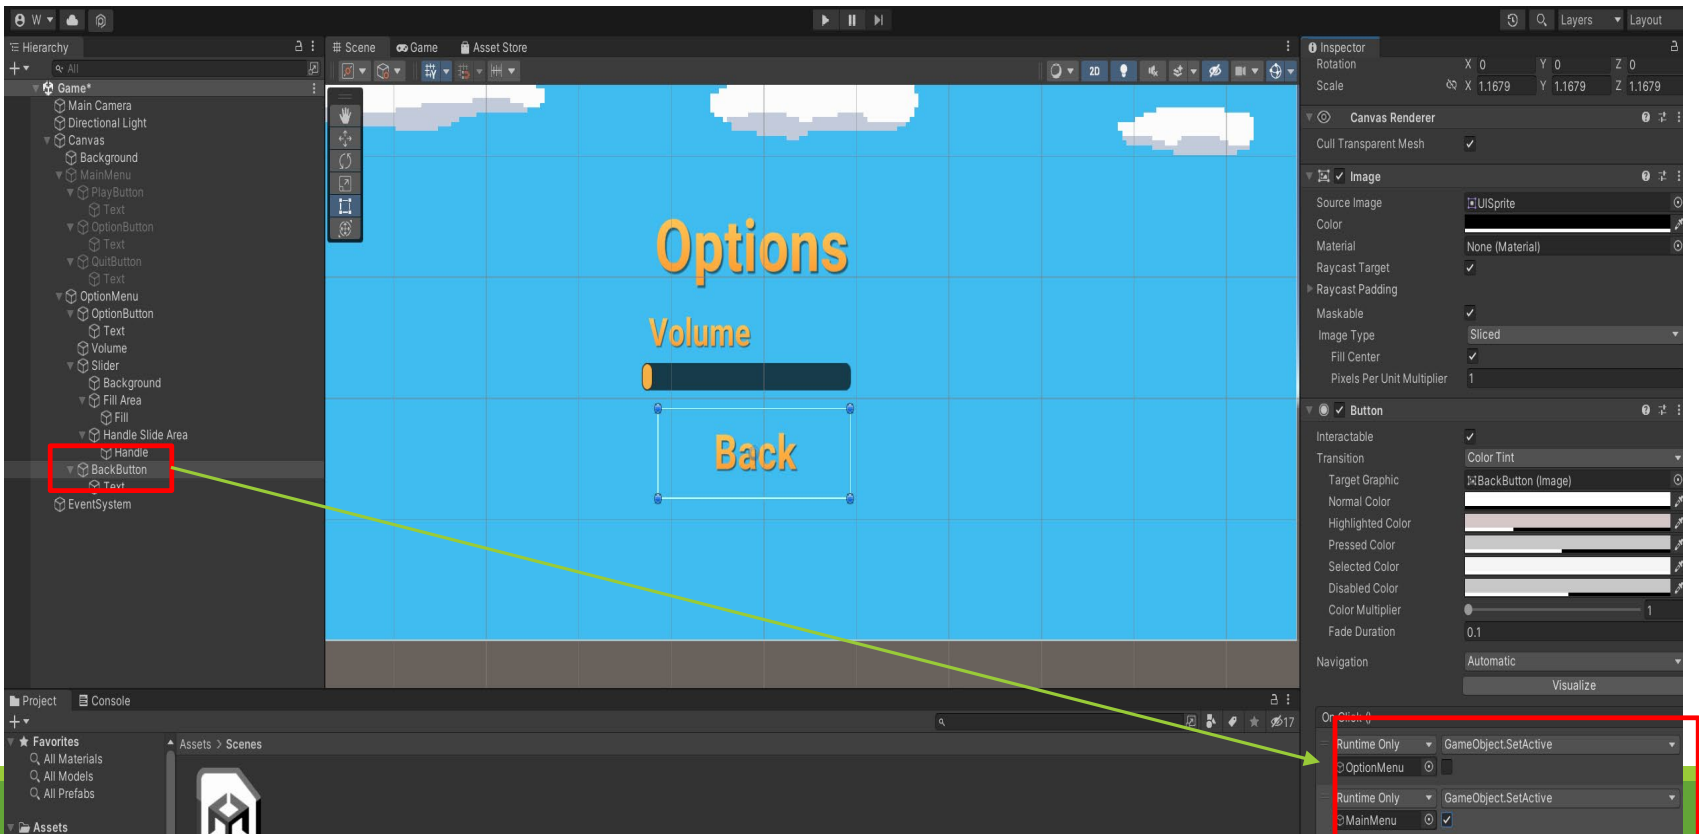 W
Layers
Layout
Hierarchy
All
Game*
Main Camera
Directional Light
Canvas
Background
MainMenu
PlayButton
Text
OptionButton
Text
QuitButton
Text
OptionMenu
OptionButton
Text
Volume
Slider
Background
Fill Area
Fill
Handle Slide Area
Handle
BackButton
Text
EventSystem
Scene Game Asset Store
2D
Options
Volume
Back
Inspector
Rotation X 0 Y 0 Z 0
Scale X 1.1679 Y 1.1679 Z 1.1679
Canvas Renderer
Cull Transparent Mesh
Image
Source Image UISprite
Color
Material None (Material)
Raycast Target
Raycast Padding
Maskable
Image Type Sliced
Fill Center
Pixels Per Unit Multiplier 1
Button
Interactable
Transition Color Tint
Target Graphic BackButton (Image)
Normal Color
Highlighted Color
Pressed Color
Selected Color
Disabled Color
Color Multiplier 1
Fade Duration 0.1
Navigation Automatic
Visualize
On Click ()
Runtime Only GameObject.SetActive
OptionMenu
Runtime Only GameObject.SetActive
MainMenu
Project Console
17
Favorites
All Materials
All Models
All Prefabs
Assets
Assets > Scenes